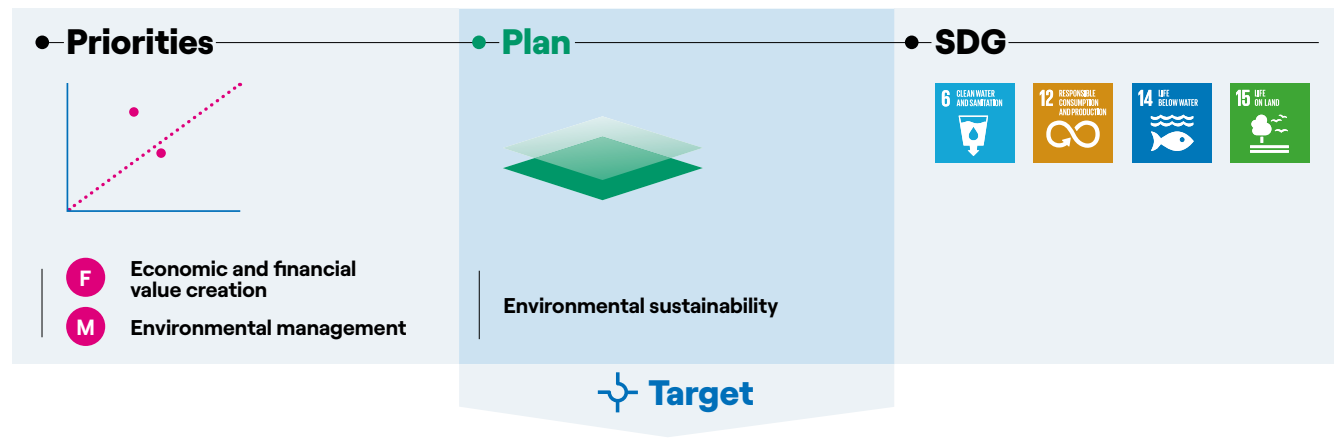 Priorities
Plan
SDG
6 CLEAN WATER
AND SANITATION
12 RESPONSIBLE
CONSUMPTION
AND PRODUCTION
14 LIFE
BELOW WATER
15 LIFE
ON LAND
F Economic and financial
value creation
M Environmental management
Environmental sustainability
Target